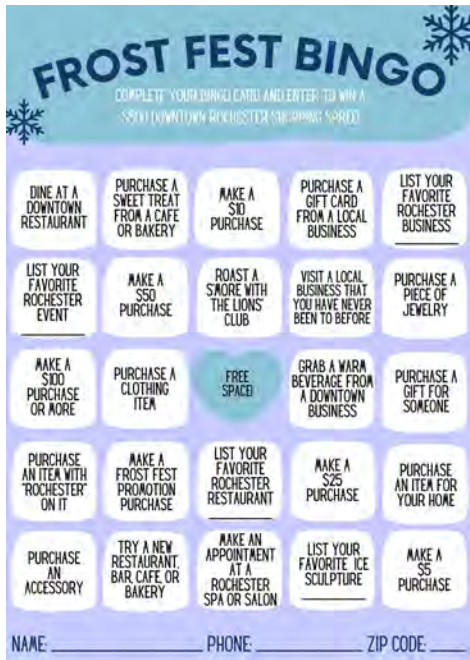 FROST FEST BINGO
COMPLETE YOUR BINGO CARD AND ENTER TO WIN A
$500 DOWNTOWN ROCHESTER SHOPPING SPREE!
DINE AT A
DOWNTOWN
RESTAURANT
PURCHASE A
SWEET TREAT
FROM A CAFE
OR BAKERY
MAKE A
$10
PURCHASE
PURCHASE A
GIFT CARD
FROM A LOCAL
BUSINESS
LIST YOUR
FAVORITE
ROCHESTER
BUSINESS
LIST YOUR
FAVORITE
ROCHESTER
EVENT
MAKE A
$50
PURCHASE
ROAST A
S'MORE WITH
THE LIONS'
CLUB
VISIT A LOCAL
BUSINESS THAT
YOU HAVE NEVER
BEEN TO BEFORE
PURCHASE A
PIECE OF
JEWELRY
MAKE A
$100
PURCHASE
OR MORE
PURCHASE A
CLOTHING
ITEM
FREE
SPACE!
GRAB A WARM
BEVERAGE FROM
A DOWNTOWN
BUSINESS
PURCHASE A
GIFT FOR
SOMEONE
PURCHASE
AN ITEM WITH
"ROCHESTER"
ON IT
MAKE A
FROST FEST
PROMOTION
PURCHASE
LIST YOUR
FAVORITE
ROCHESTER
RESTAURANT
MAKE A
$25
PURCHASE
PURCHASE
AN ITEM FOR
YOUR HOME
PURCHASE
AN
ACCESSORY
TRY A NEW
RESTAURANT,
BAR, CAFE, OR
BAKERY
MAKE AN
APPOINTMENT
AT A
ROCHESTER
SPA OR SALON
LIST YOUR
FAVORITE ICE
SCULPTURE
MAKE A
$5
PURCHASE
NAME: PHONE: ZIP CODE: